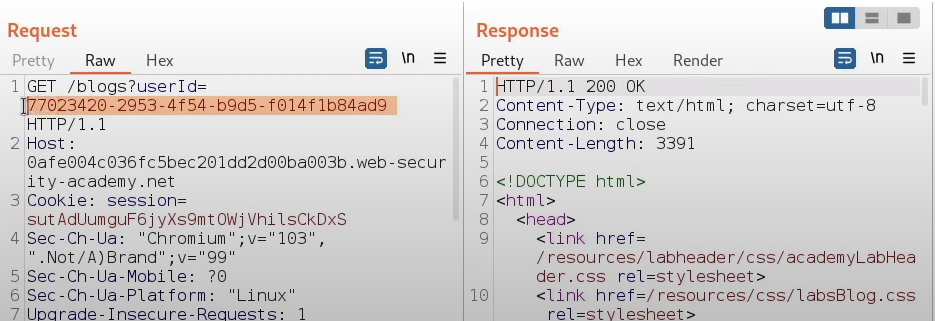 Request
Pretty Raw Hex \n
1 GET /blogs?userId=
77023420-2953-4f54-b9d5-f014f1b84ad9
HTTP/1.1
2 Host:
0afe004c036fc5bec201dd2d00ba003b.web-secur
ity-academy.net
3 Cookie: session=
sutAdUumguF6jyXs9mtOWjVhilsCkDxS
4 Sec-Ch-Ua: "Chromium";v="103",
".Not/A)Brand";v="99"
5 Sec-Ch-Ua-Mobile: ?0
6 Sec-Ch-Ua-Platform: "Linux"
7 Upgrade-Insecure-Requests: 1
Response
Pretty Raw Hex Render \n
1 HTTP/1.1 200 OK
2 Content-Type: text/html; charset=utf-8
3 Connection: close
4 Content-Length: 3391
5
6 <!DOCTYPE html>
7 <html>
8 <head>
9 <link href=
/resources/labheader/css/academyLabHea
der.css rel=stylesheet>
10 <link href=/resources/css/labsBlog.css
rel=stylesheet>